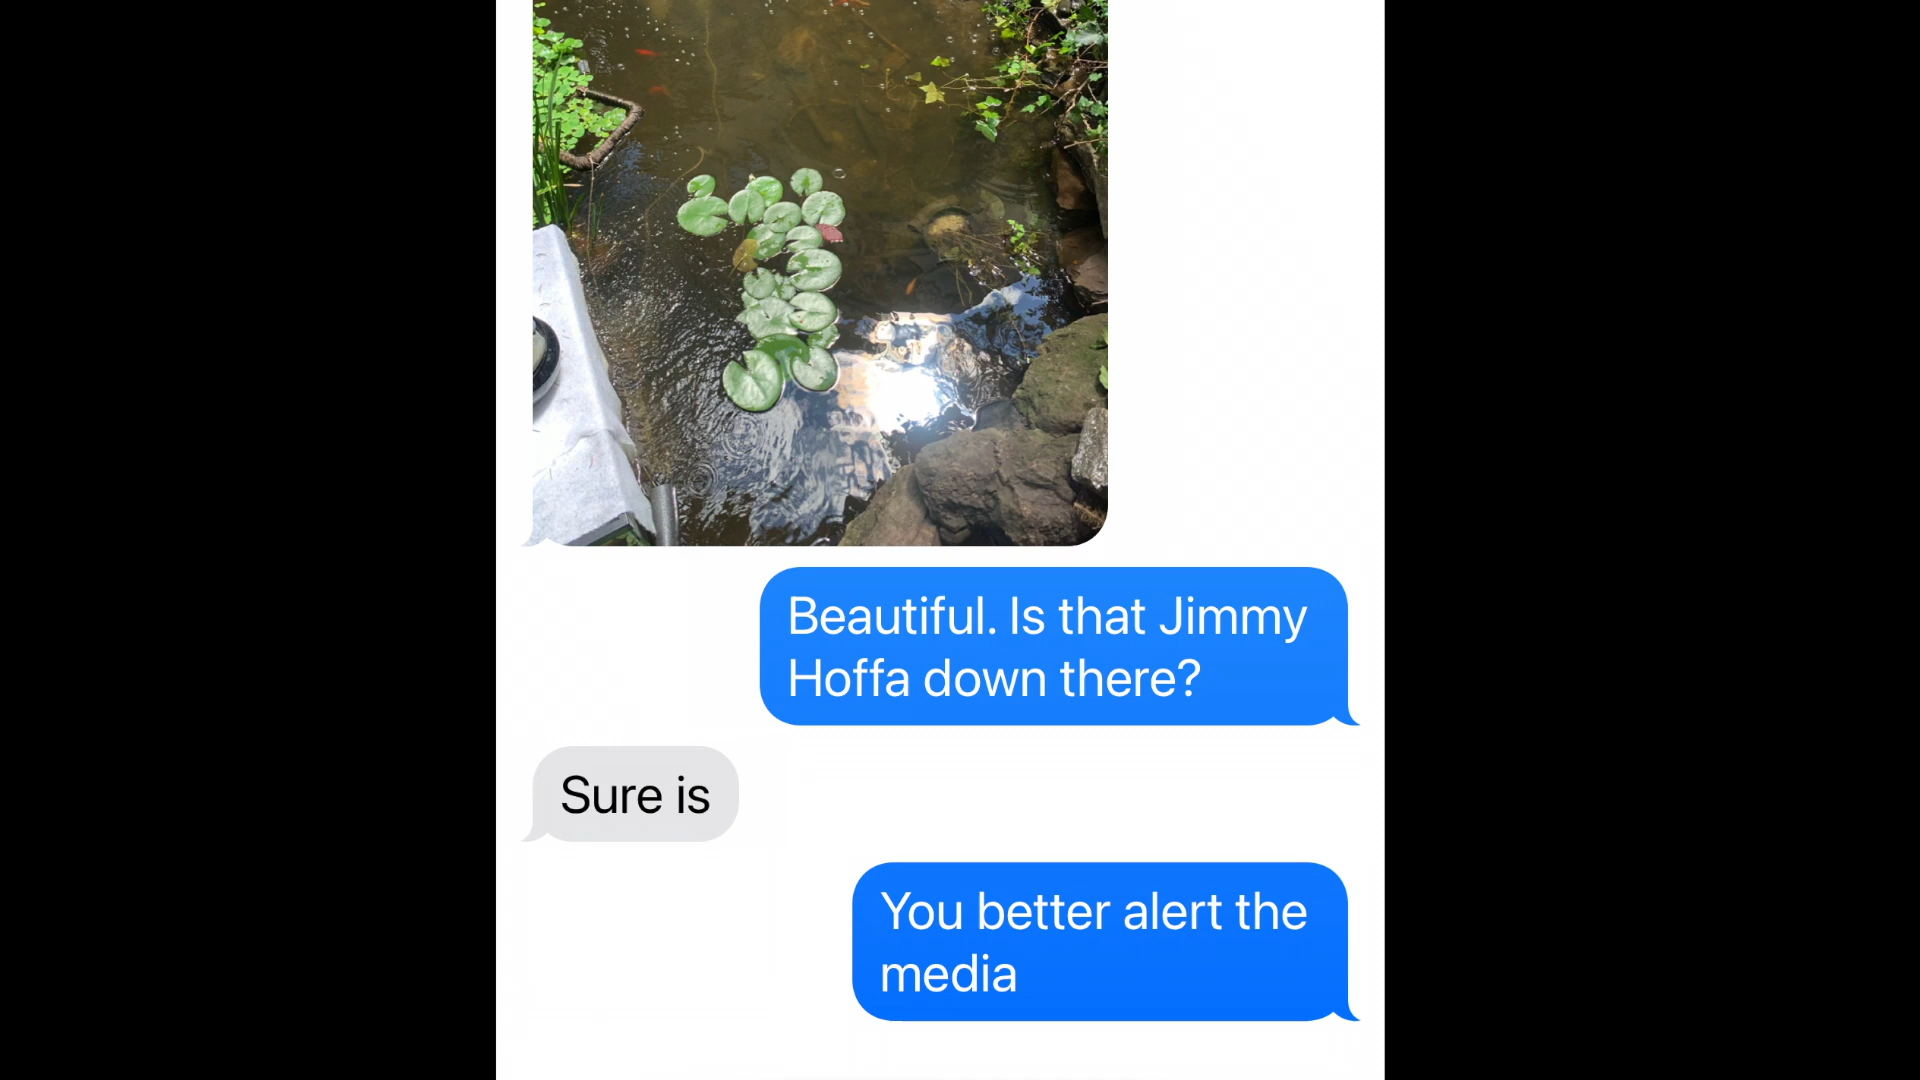 Beautiful. Is that Jimmy
Hoffa down there?
Sure is
You better alert the
media